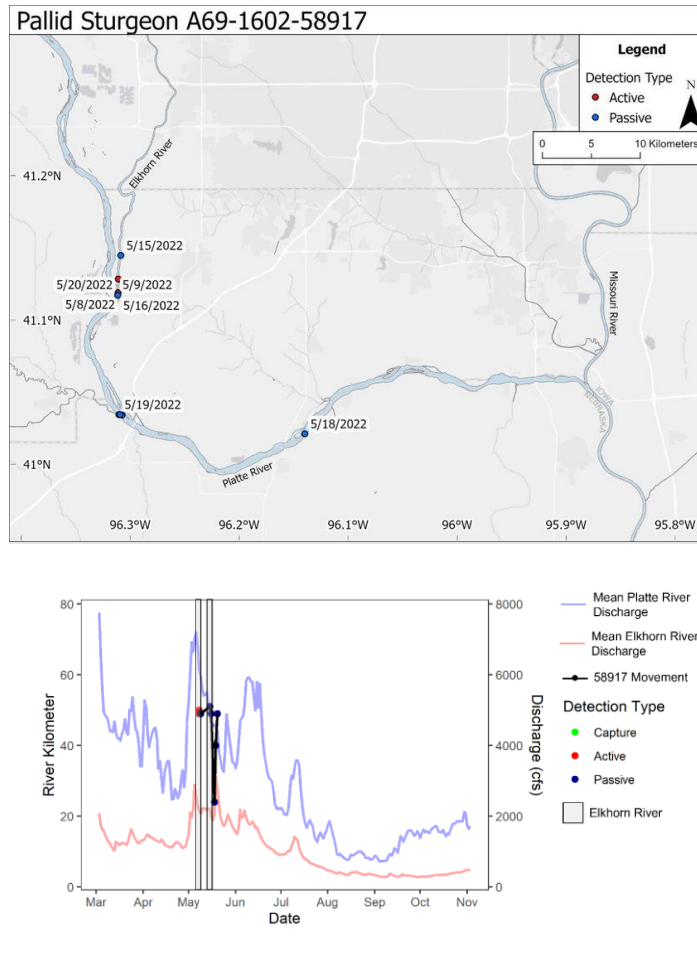 Pallid Sturgeon A69-1602-58917
Legend
Detection Type
Active
Passive
N
0 5 10 Kilometers
Elkhorn River
41.2°N
5/15/2022
5/20/2022 5/9/2022
5/8/2022 5/16/2022
Missouri River
41.1°N
5/19/2022
IOWA
NEBRASKA
5/18/2022
41°N
Platte River
96.3°W 96.2°W 96.1°W 96°W 95.9°W 95.8°W
80
60
40
20
0
River Kilometer
8000
6000
4000
2000
0
Discharge (cfs)
Mar Apr May Jun Jul Aug Sep Oct Nov
Date
Mean Platte River
Discharge
Mean Elkhorn River
Discharge
58917 Movement
Detection Type
Capture
Active
Passive
Elkhorn River